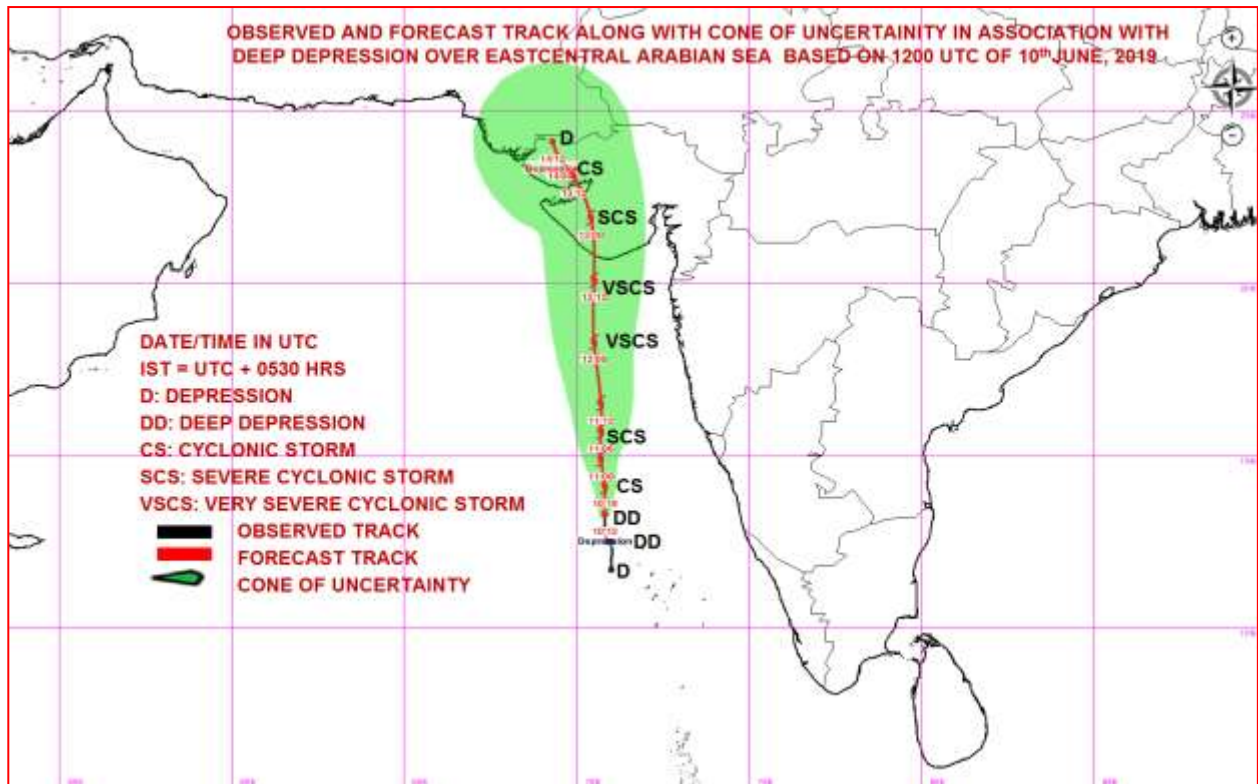 OBSERVED AND FORECAST TRACK ALONG WITH CONE OF UNCERTAINITY IN ASSOCIATION WITH
DEEP DEPRESSION OVER EASTCENTRAL ARABIAN SEA BASED ON 1200 UTC OF 10th JUNE, 2019
D
CS
SCS
VSCS
VSCS
SCS
CS
DD
Depression DD
D
DATE/TIME IN UTC
IST = UTC + 0530 HRS
D: DEPRESSION
DD: DEEP DEPRESSION
CS: CYCLONIC STORM
SCS: SEVERE CYCLONIC STORM
VSCS: VERY SEVERE CYCLONIC STORM
OBSERVED TRACK
FORECAST TRACK
CONE OF UNCERTAINTY